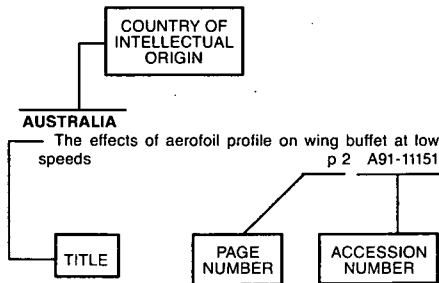 COUNTRY OF
INTELLECTUAL
ORIGIN
AUSTRALIA
The effects of aerofoil profile on wing buffet at low
speeds p 2 A91-11151
TITLE
PAGE
NUMBER
ACCESSION
NUMBER